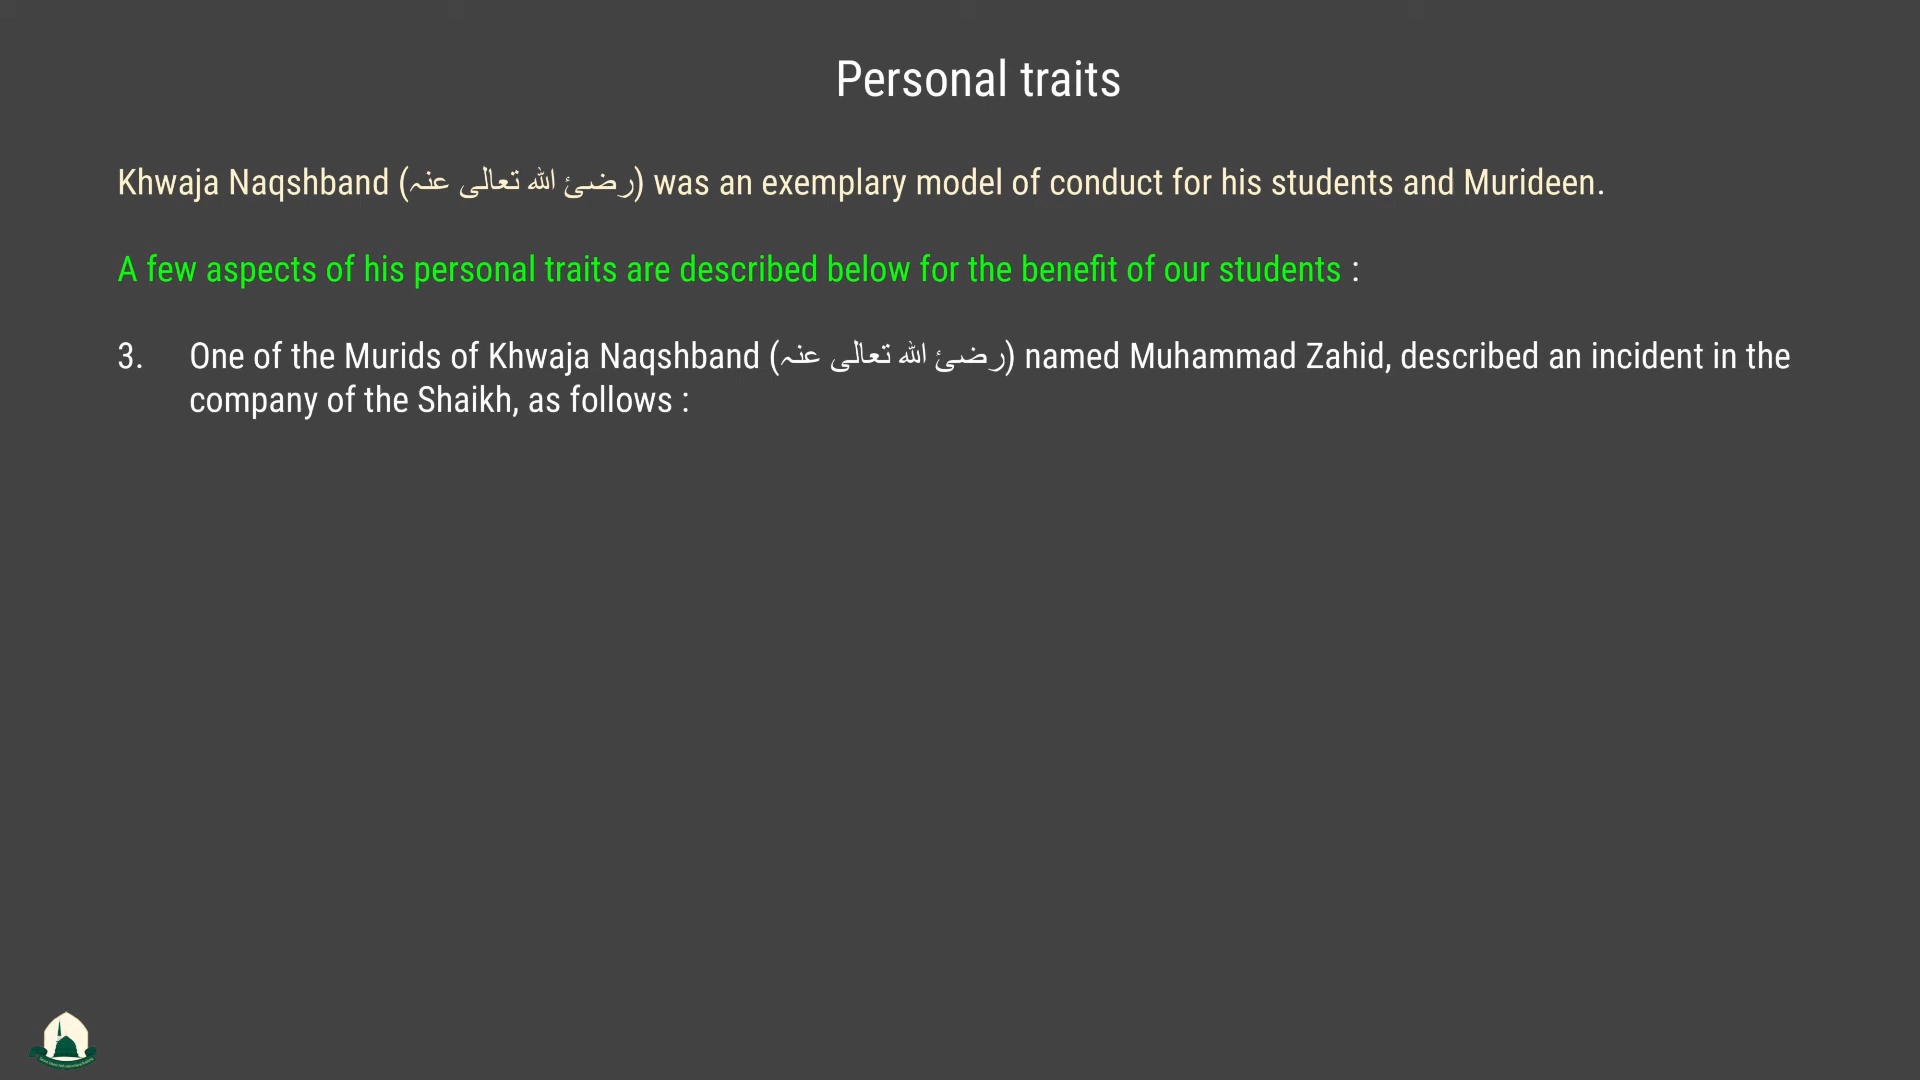 Personal traits
Khwaja Naqshband (رضئ الله تعالى عنہ) was an exemplary model of conduct for his students and Murideen.
A few aspects of his personal traits are described below for the benefit of our students :
3. One of the Murids of Khwaja Naqshband (رضئ الله تعالى عنہ) named Muhammad Zahid, described an incident in the
company of the Shaikh, as follows :